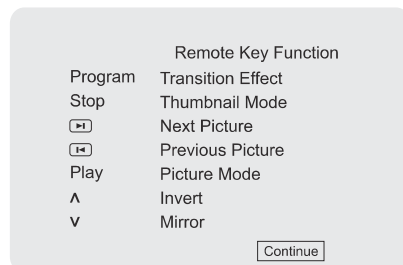 Remote Key Function
Program Transition Effect
Stop Thumbnail Mode
Next Picture
Previous Picture
Play Picture Mode
∧ Invert
∨ Mirror
Continue